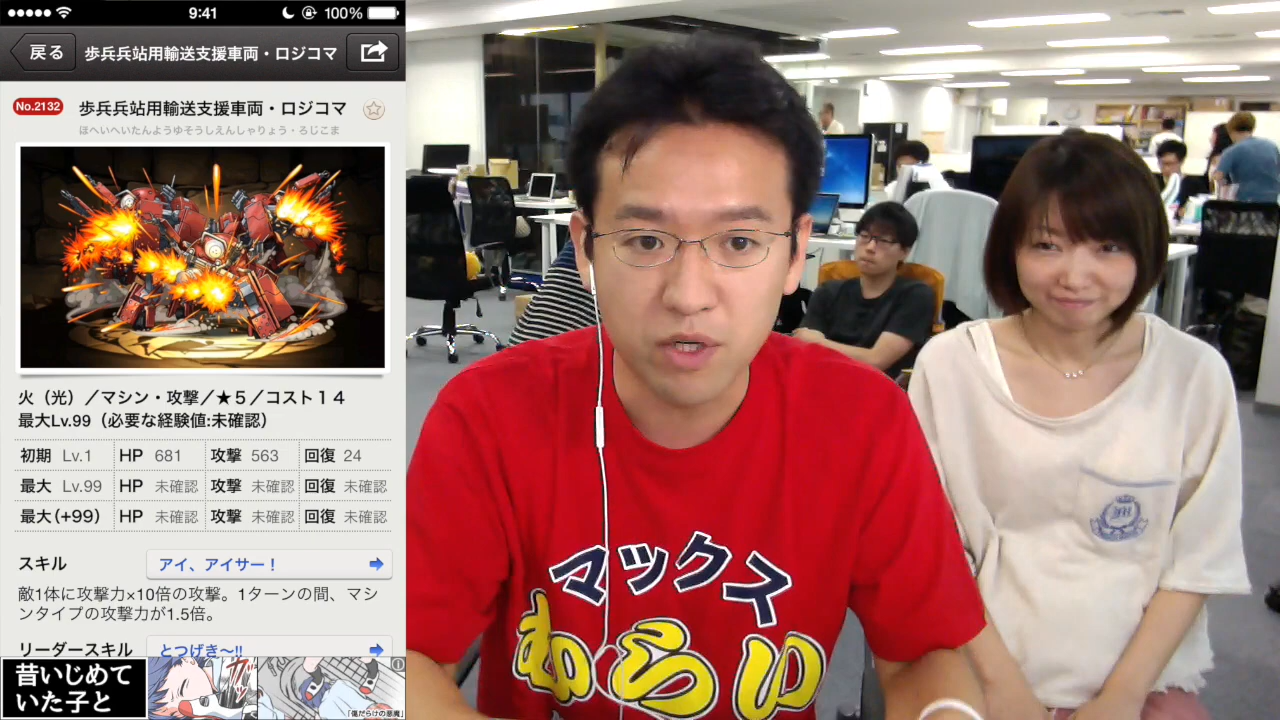 9:41
100%
戻る
歩兵兵站用輸送支援車両・ロジコマ
No.2132
歩兵兵站用輸送支援車両・ロジコマ
ほへいへいたんようゆそうしえんしゃりょう・ろじこま
火（光）／マシン・攻撃／★５／コスト１４
最大Lv.99（必要な経験値:未確認）
初期 Lv.1 HP 681 攻撃 563 回復 24
最大 Lv.99 HP 未確認 攻撃 未確認 回復 未確認
最大(+99) HP 未確認 攻撃 未確認 回復 未確認
スキル
アイ、アイサー！
敵1体に攻撃力×10倍の攻撃。1ターンの間、マシ
ンタイプの攻撃力が1.5倍。
リーダースキル
とつげき〜!!
昔いじめて
いた子と
「傷だらけの悪魔」
マックス
むらい